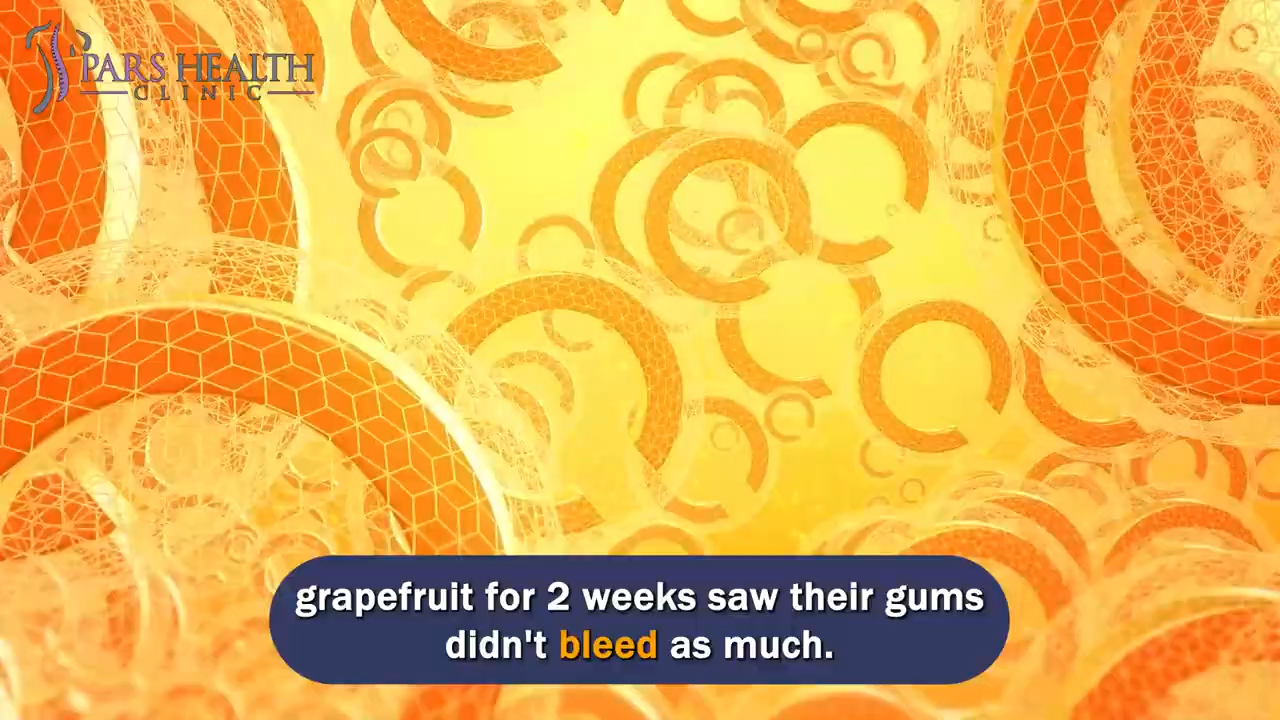 PARS HEALTH
CLINIC
grapefruit for 2 weeks saw their gums
didn't bleed as much.